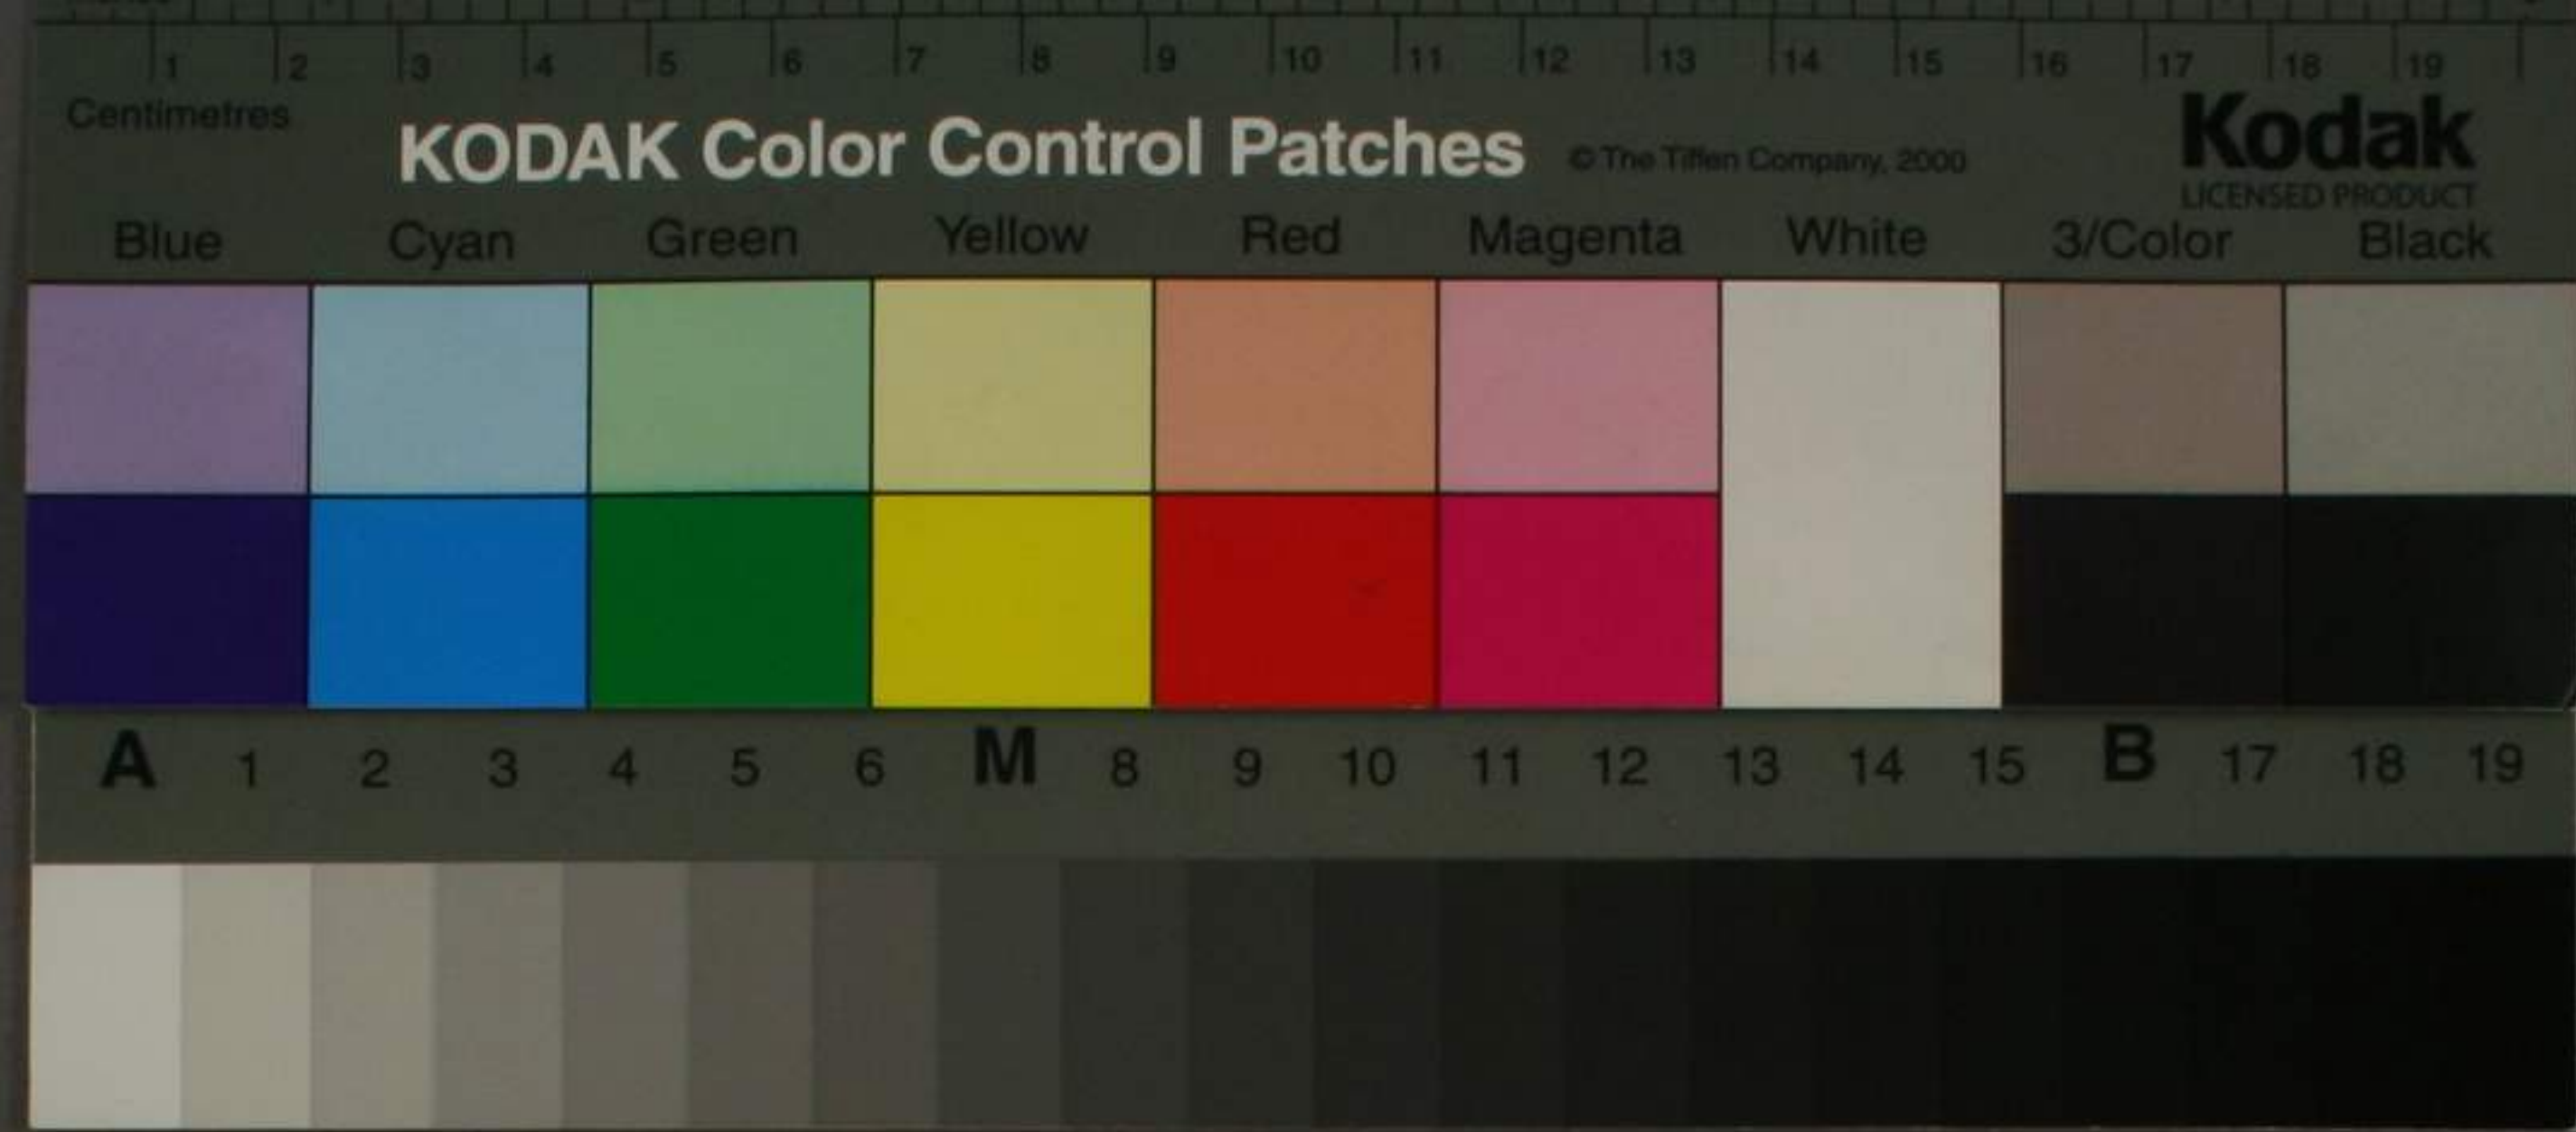 1 2 3 4 5 6 7 8 9 10 11 12 13 14 15 16 17 18 19
Centimetres
KODAK Color Control Patches © The Tiffen Company, 2000
Kodak
LICENSED PRODUCT
Blue Cyan Green Yellow Red Magenta White 3/Color Black
A 1 2 3 4 5 6 M 8 9 10 11 12 13 14 15 B 17 18 19